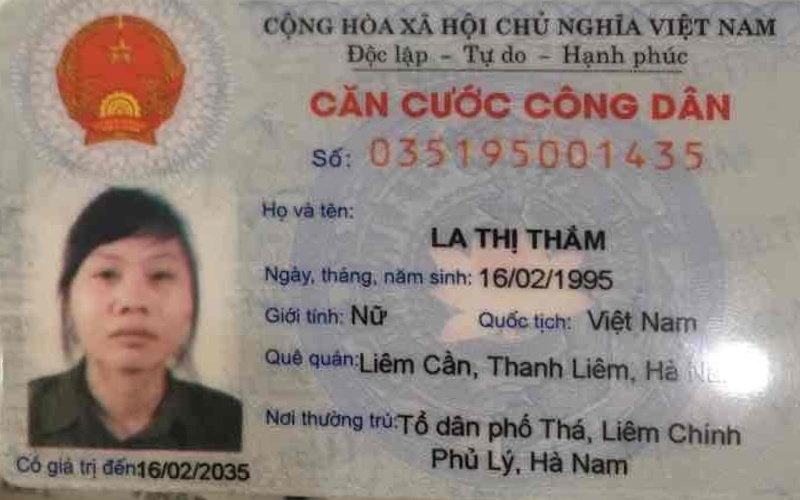 CỘNG HÒA XÃ HỘI CHỦ NGHĨA VIỆT NAM
Độc lập – Tự do – Hạnh phúc
CĂN CƯỚC CÔNG DÂN
Số: 035195001435
Họ và tên:
LA THỊ THẮM
Ngày, tháng, năm sinh: 16/02/1995
Giới tính: Nữ Quốc tịch: Việt Nam
Quê quán: Liêm Cần, Thanh Liêm, Hà
Nơi thường trú: Tổ dân phố Thá, Liêm Chính
Phủ Lý, Hà Nam
Có giá trị đến 16/02/2035